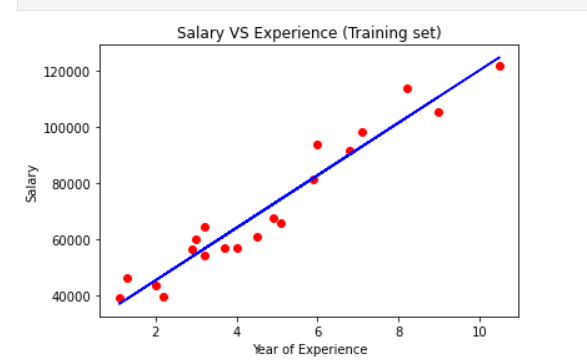 Salary VS Experience (Training set)
120000
100000
80000
60000
40000
Salary
2 4 6 8 10
Year of Experience